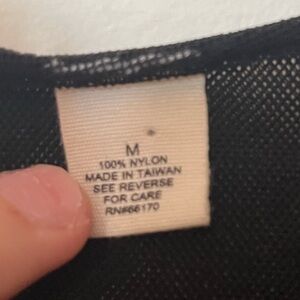 M
100% NYLON
MADE IN TAIWAN
SEE REVERSE
FOR CARE
RN#66170